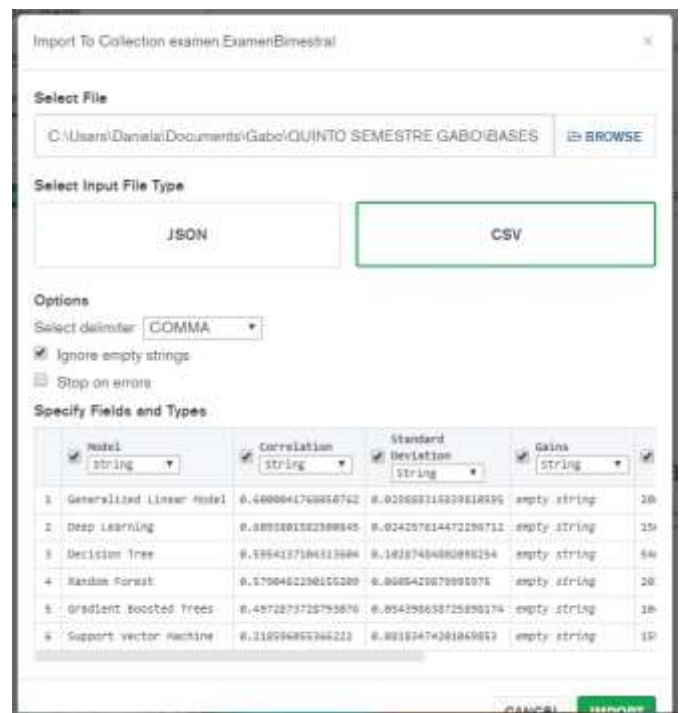 Import To Collection examen.ExamenBimestral
Select File
C:\Users\Daniela\Documents\Gabo\QUINTO SEMESTRE GABO\BASES BROWSE
Select Input File Type
JSON CSV
Options
Select delimiter COMMA
Ignore empty strings
Stop on errors
Specify Fields and Types
Model Correlation Standard Deviation Gains
string string string string
1 Generalized Linear Model empty string
2 Deep Learning empty string
3 Decision Tree empty string
4 Random Forest empty string
5 Gradient Boosted Trees empty string
6 Support Vector Machine empty string
CANCEL IMPORT